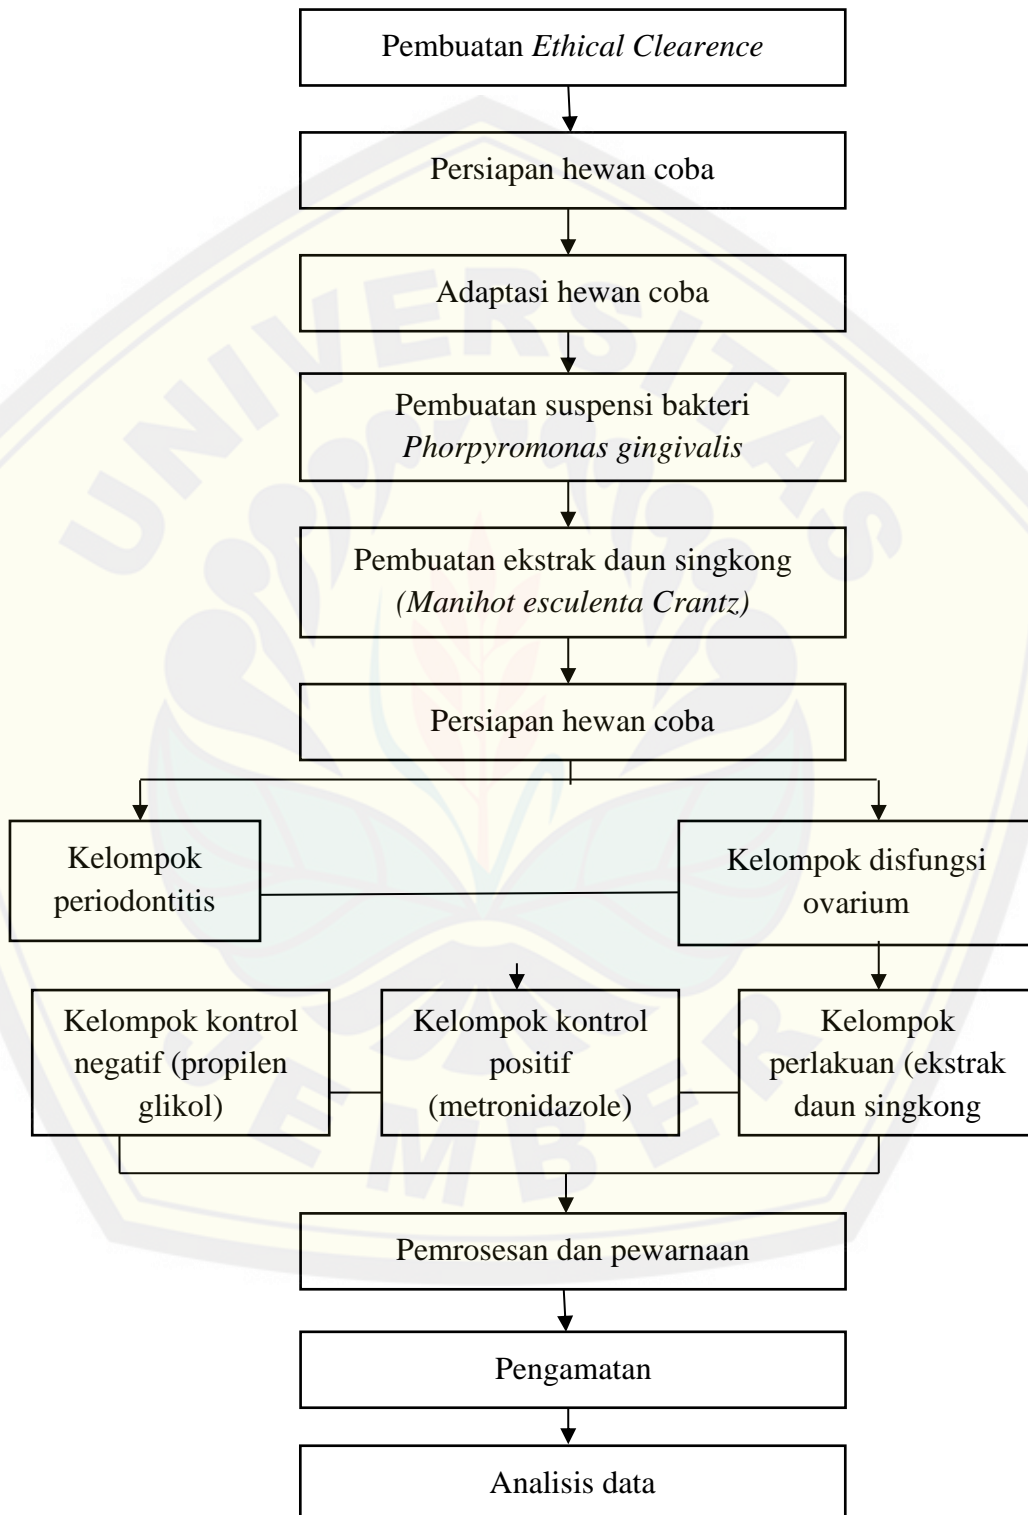 Pembuatan Ethical Clearence
Persiapan hewan coba
Adaptasi hewan coba
Pembuatan suspensi bakteri
Phorpyromonas gingivalis
Pembuatan ekstrak daun singkong
(Manihot esculenta Crantz)
Persiapan hewan coba
Kelompok
periodontitis
Kelompok disfungsi
ovarium
Kelompok kontrol
negatif (propilen
glikol)
Kelompok kontrol
positif
(metronidazole)
Kelompok
perlakuan (ekstrak
daun singkong
Pemrosesan dan pewarnaan
Pengamatan
Analisis data
UNIVERSITAS
JEMBER